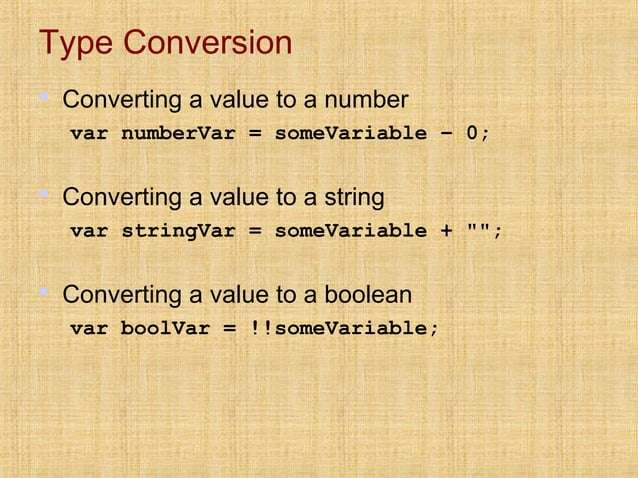 Type Conversion
Converting a value to a number
var numberVar = someVariable – 0;
Converting a value to a string
var stringVar = someVariable + "";
Converting a value to a boolean
var boolVar = !!someVariable;